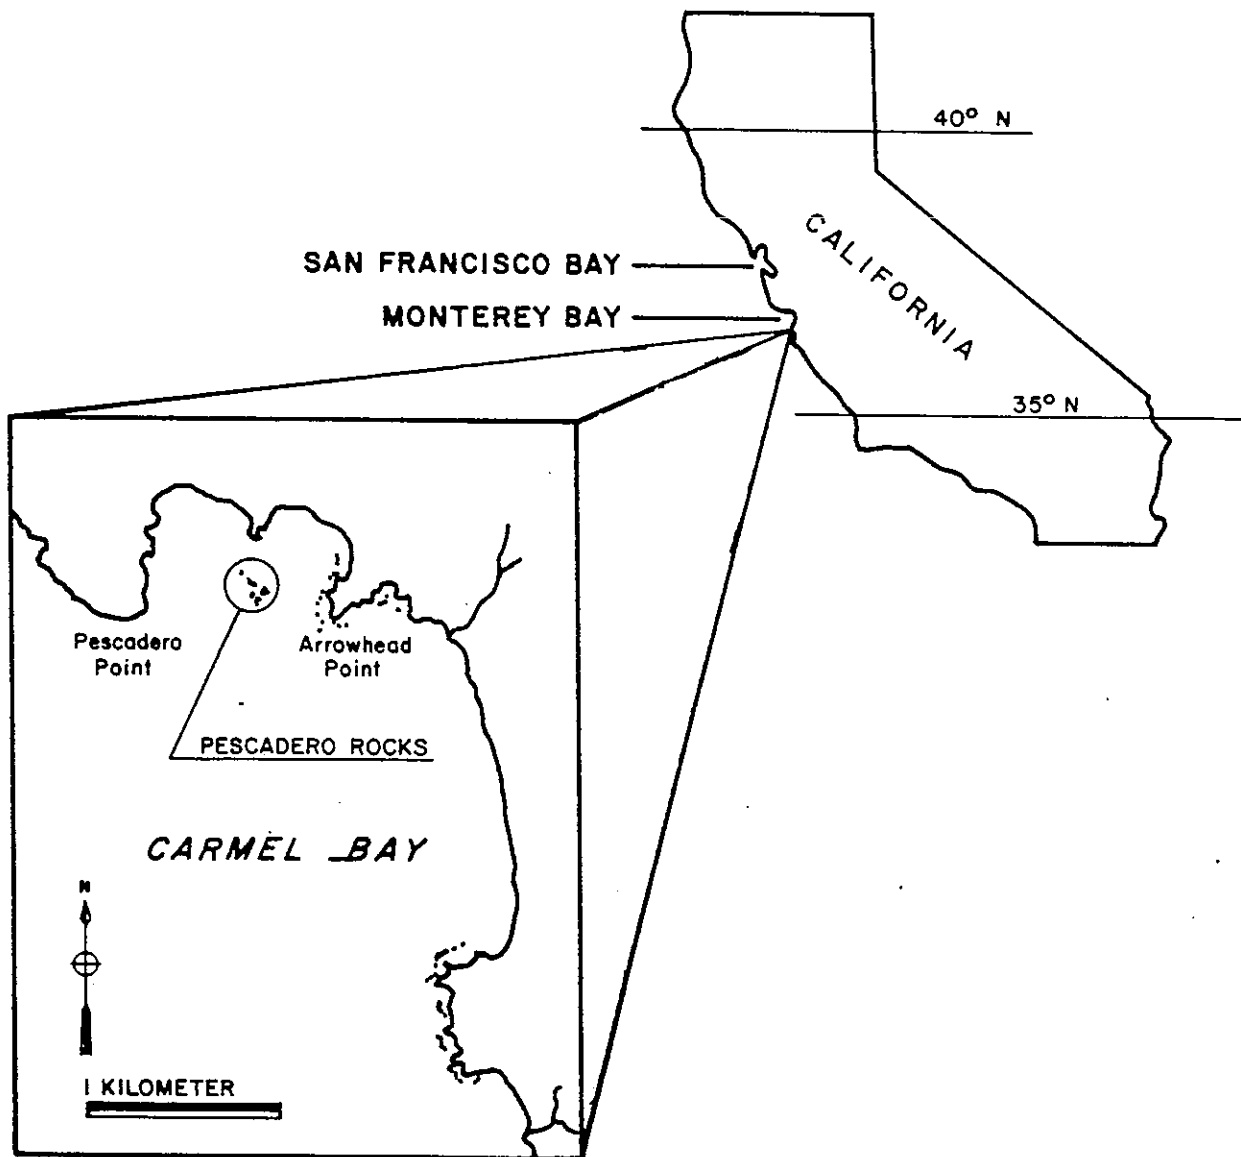 40° N
CALIFORNIA
SAN FRANCISCO BAY
MONTEREY BAY
35° N
Pescadero
Point
Arrowhead
Point
PESCADERO ROCKS
CARMEL BAY
N
1 KILOMETER